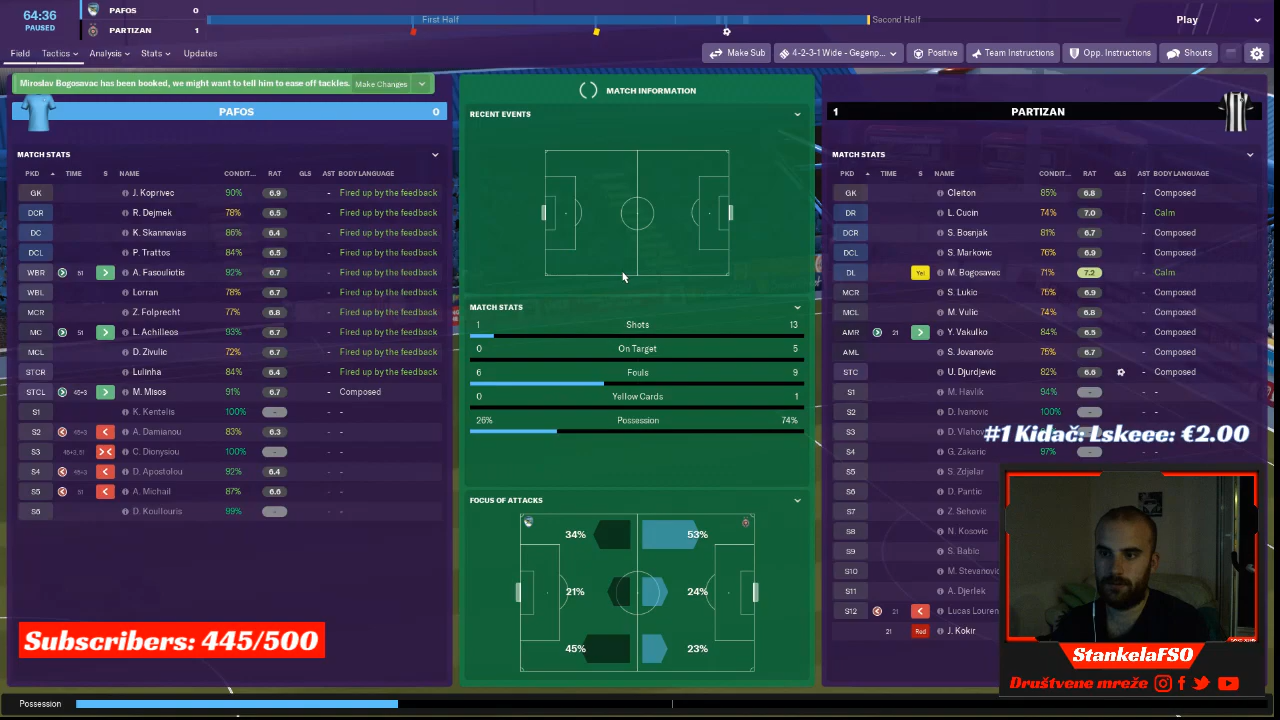 64:36
PAUSED
PAFOS 0
PARTIZAN 1
First Half
Second Half
Play
Field Tactics Analysis Stats Updates
Make Sub
4-2-3-1 Wide - Gegenp...
Positive
Team Instructions
Opp. Instructions
Shouts
Miroslav Bogosavac has been booked, we might want to tell him to ease off tackles. Make Changes
PAFOS 0
MATCH STATS
PKD TIME S NAME CONDIT... RAT GLS AST BODY LANGUAGE
GK J. Koprivec 90% 6.9 - Fired up by the feedback
DCR R. Dejmek 78% 6.5 - Fired up by the feedback
DC K. Skannavias 86% 6.4 - Fired up by the feedback
DCL P. Trattos 84% 6.5 - Fired up by the feedback
WBR 51 A. Fasouliotis 92% 6.7 - Fired up by the feedback
WBL Lorran 78% 6.7 - Fired up by the feedback
MCR Z. Folprecht 77% 6.8 - Fired up by the feedback
MC 51 L. Achilleos 93% 6.7 - Fired up by the feedback
MCL D. Zivulic 72% 6.7 - Fired up by the feedback
STCR Lulinha 84% 6.4 - Fired up by the feedback
STCL 45+3 M. Misos 91% 6.7 - Composed
S1 K. Kentelis 100% - - -
S2 45+3 A. Damianou 83% 6.3 - -
S3 45+3, 51 C. Dionysiou 100% - - -
S4 45+3 D. Apostolou 92% 6.4 - -
S5 51 A. Michail 87% 6.6 - -
S6 D. Koullouris 99% - - -
Subscribers: 445/500
Possession
MATCH INFORMATION
RECENT EVENTS
MATCH STATS
1 Shots 13
0 On Target 5
6 Fouls 9
0 Yellow Cards 1
26% Possession 74%
FOCUS OF ATTACKS
34% 53%
21% 24%
45% 23%
1 PARTIZAN
MATCH STATS
PKD TIME S NAME CONDIT... RAT GLS AST BODY LANGUAGE
GK Cleiton 85% 6.8 - Composed
DR L. Cucin 74% 7.0 - Calm
DCR S. Bosnjak 81% 6.7 - Composed
DCL S. Markovic 76% 6.9 - Composed
DL Yel M. Bogosavac 71% 7.2 - Calm
MCR S. Lukic 75% 6.9 - Composed
MCL M. Vulic 74% 6.8 - Composed
AMR 21 Y. Vakulko 84% 6.5 - Composed
AML S. Jovanovic 75% 6.7 - Composed
STC U. Djurdjevic 82% 6.6 - Composed
S1 M. Havlik 94% - - -
S2 D. Ivanovic 100% - - -
S3 D. Vlahov
#1 Kidač: Lskeee: €2.00
S4 G. Zakaric 97% - - -
S5 S. Zdjelar
S6 D. Pantic
S7 Z. Sehovic
S8 N. Kosovic
S9 S. Babic
S10 M. Stevanovic
S11 A. Djerlek
S12 21 Lucas Louren
21 Red J. Kokir
StankelaFSO
Društvene mreže